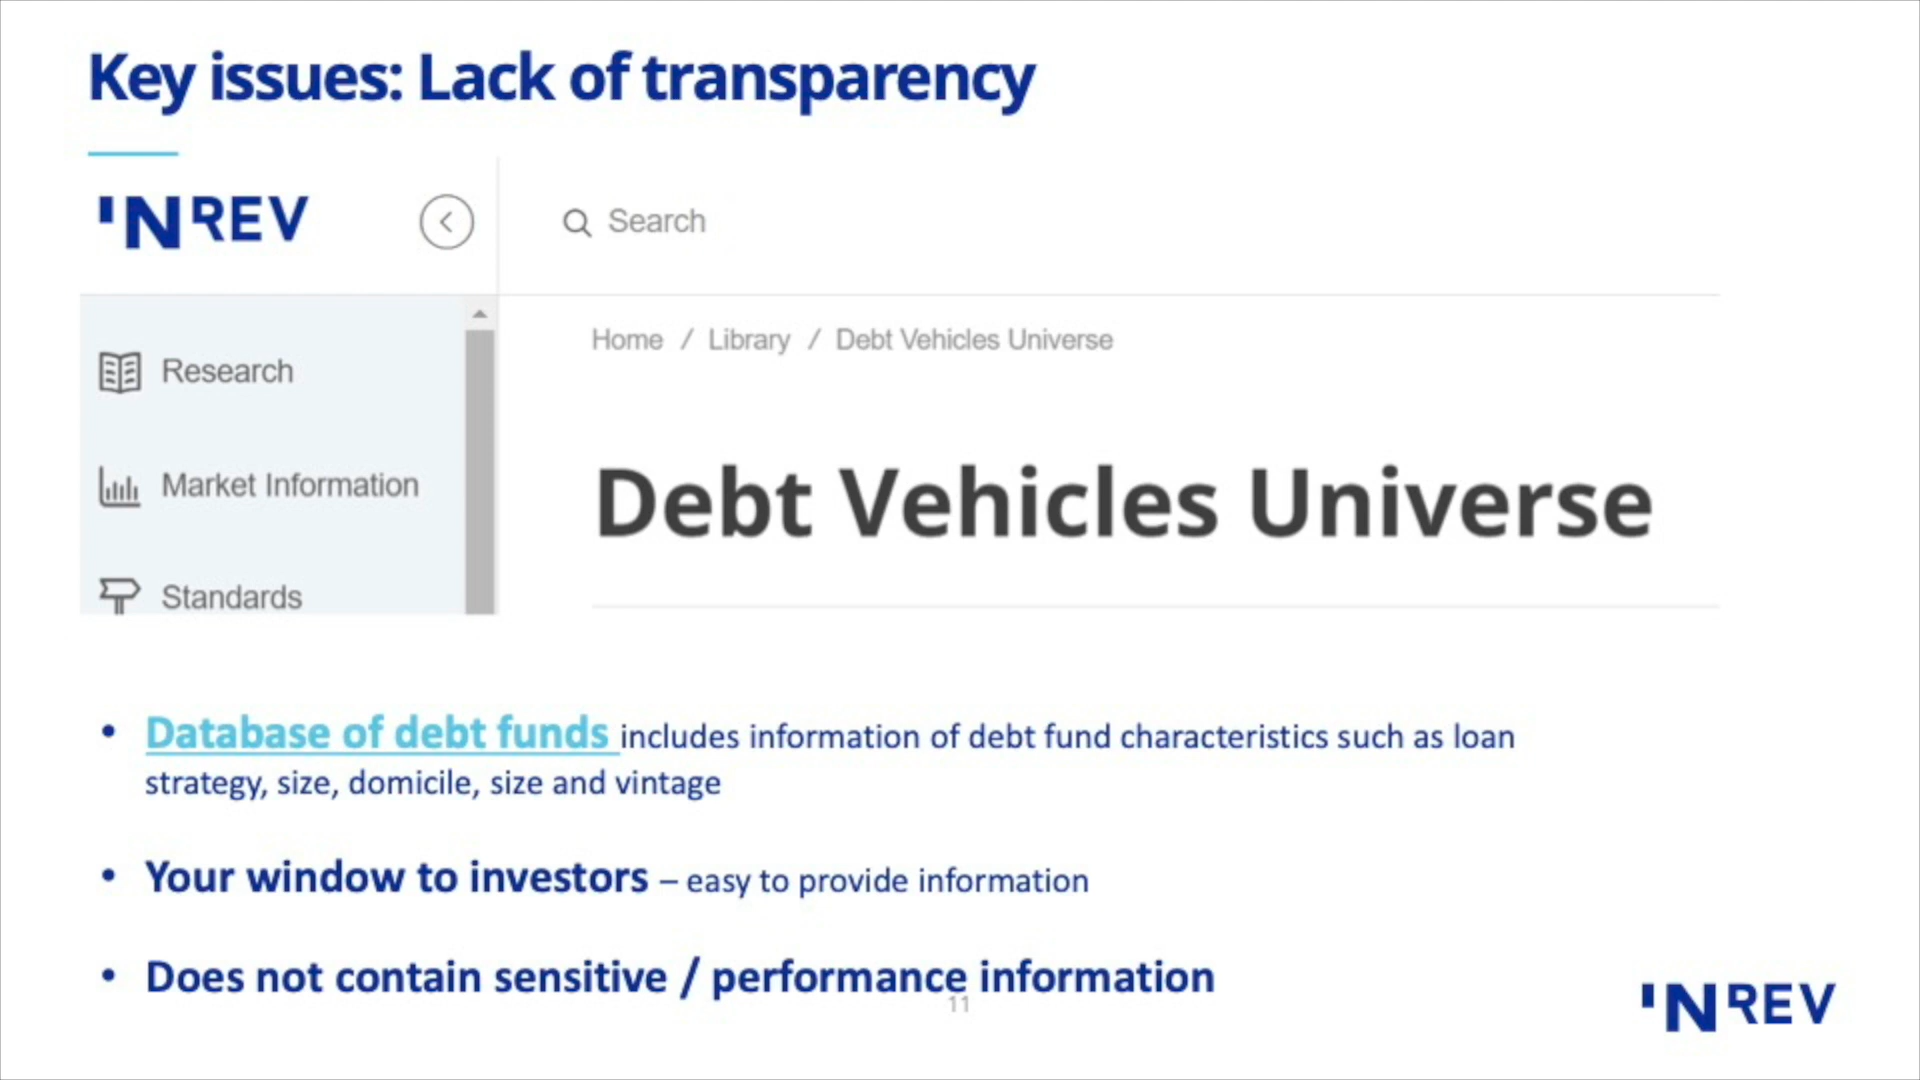 Key issues: Lack of transparency
INREV
Search
Home / Library / Debt Vehicles Universe
Research
Market Information
Standards
Debt Vehicles Universe
• Database of debt funds includes information of debt fund characteristics such as loan
strategy, size, domicile, size and vintage
• Your window to investors – easy to provide information
• Does not contain sensitive / performance information
11
INREV